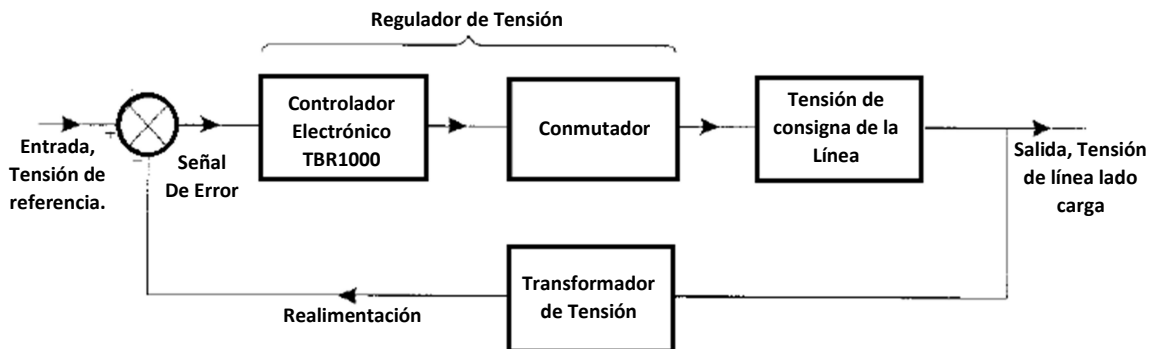 Regulador de Tensión
Controlador
Electrónico
TBR1000
Conmutador
Tensión de
consigna de la
Línea
+
Entrada,
Tensión de
referencia.
−
Señal
De Error
Salida, Tensión
de línea lado
carga
Transformador
de Tensión
Realimentación